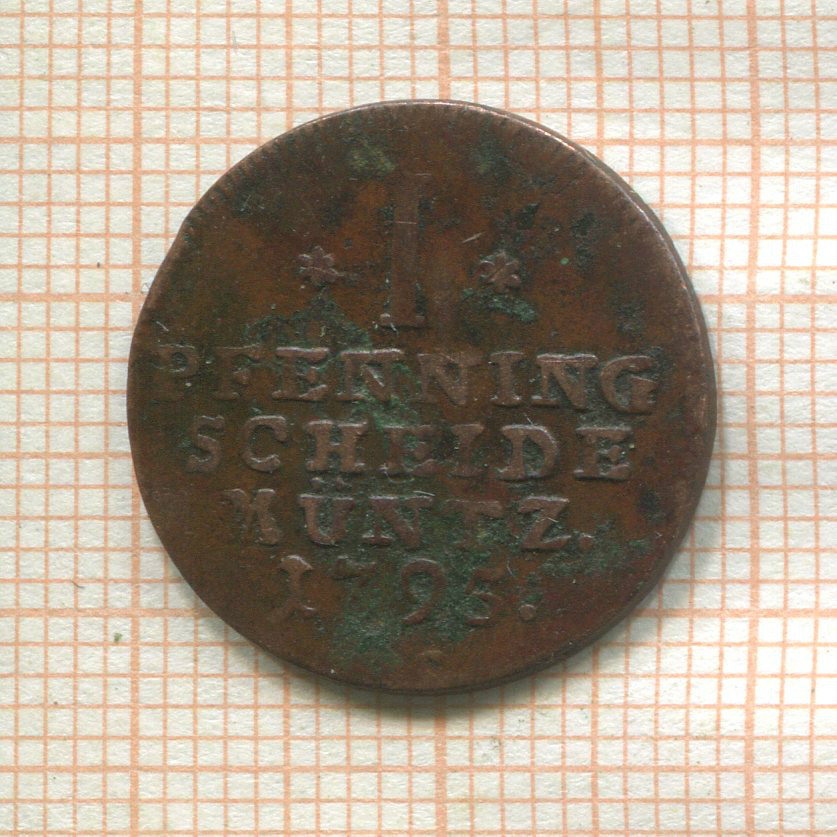 I
PFENNING
SCHEIDE
MÜNTZ.
1795.